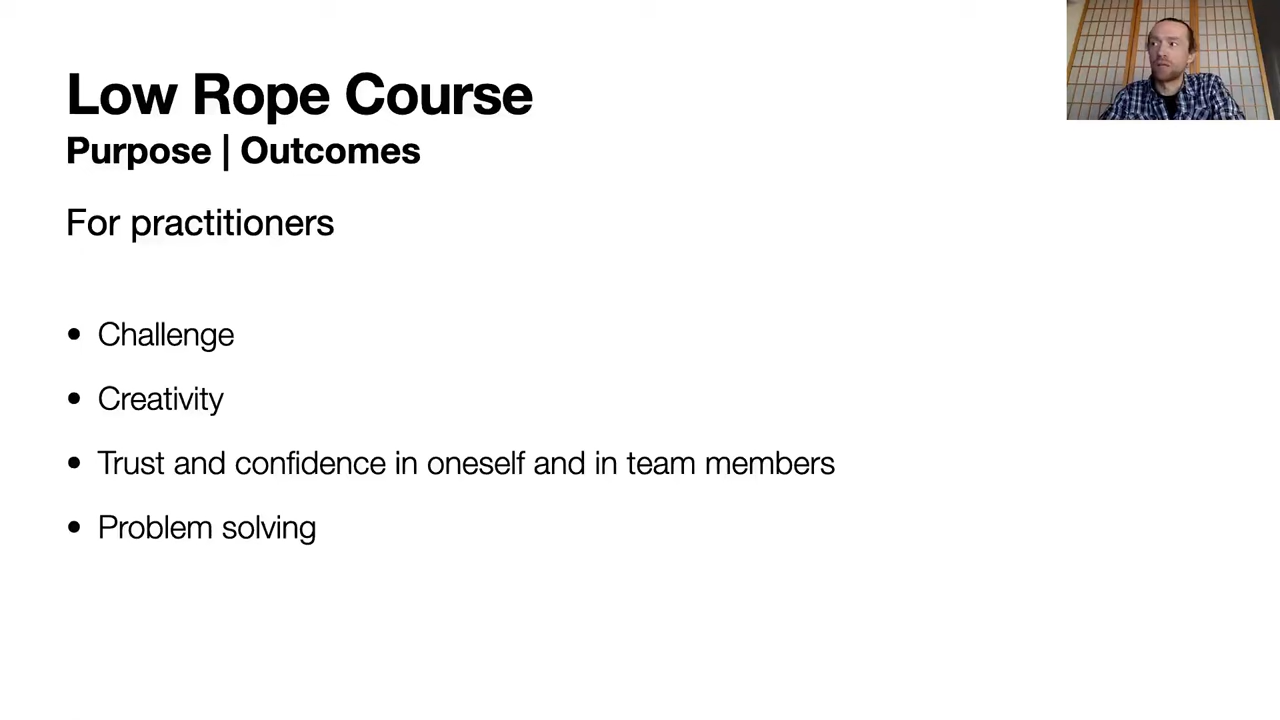 Low Rope Course
Purpose | Outcomes
For practitioners
• Challenge
• Creativity
• Trust and confidence in oneself and in team members
• Problem solving